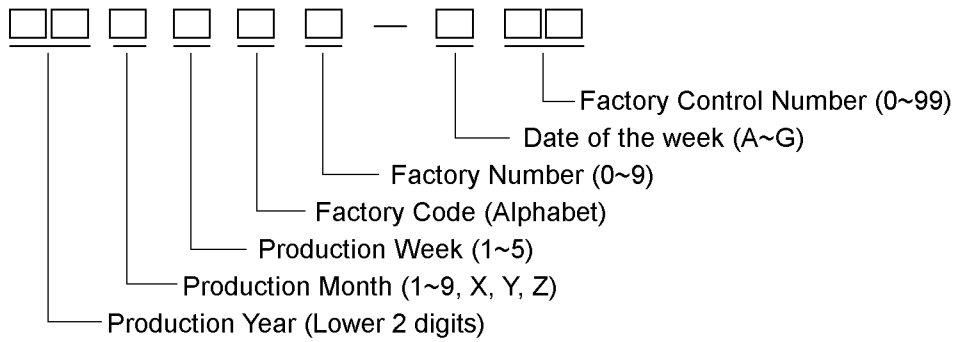 Factory Control Number (0~99)
Date of the week (A~G)
Factory Number (0~9)
Factory Code (Alphabet)
Production Week (1~5)
Production Month (1~9, X, Y, Z)
Production Year (Lower 2 digits)